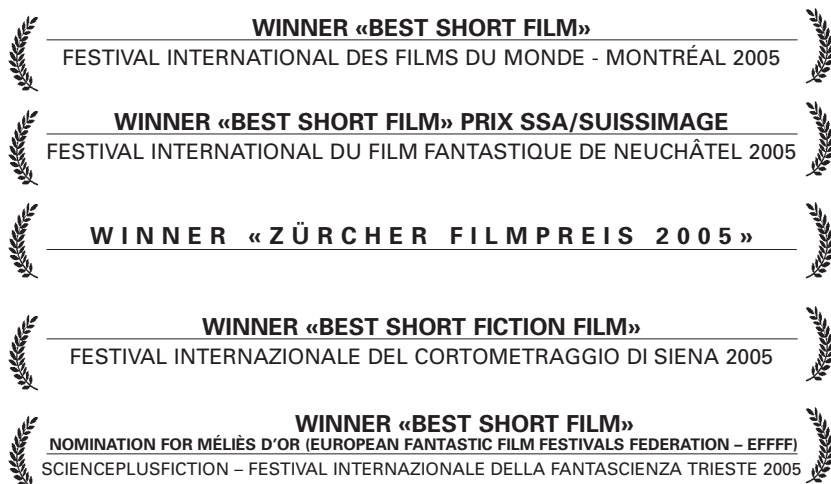 WINNER «BEST SHORT FILM»
FESTIVAL INTERNATIONAL DES FILMS DU MONDE - MONTRÉAL 2005
WINNER «BEST SHORT FILM» PRIX SSA/SUISSIMAGE
FESTIVAL INTERNATIONAL DU FILM FANTASTIQUE DE NEUCHÂTEL 2005
WINNER «ZÜRCHER FILMPREIS 2005»
WINNER «BEST SHORT FICTION FILM»
FESTIVAL INTERNAZIONALE DEL CORTOMETRAGGIO DI SIENA 2005
WINNER «BEST SHORT FILM»
NOMINATION FOR MÉLIÈS D'OR (EUROPEAN FANTASTIC FILM FESTIVALS FEDERATION – EFFFF)
SCIENCEPLUSFICTION – FESTIVAL INTERNAZIONALE DELLA FANTASCIENZA TRIESTE 2005